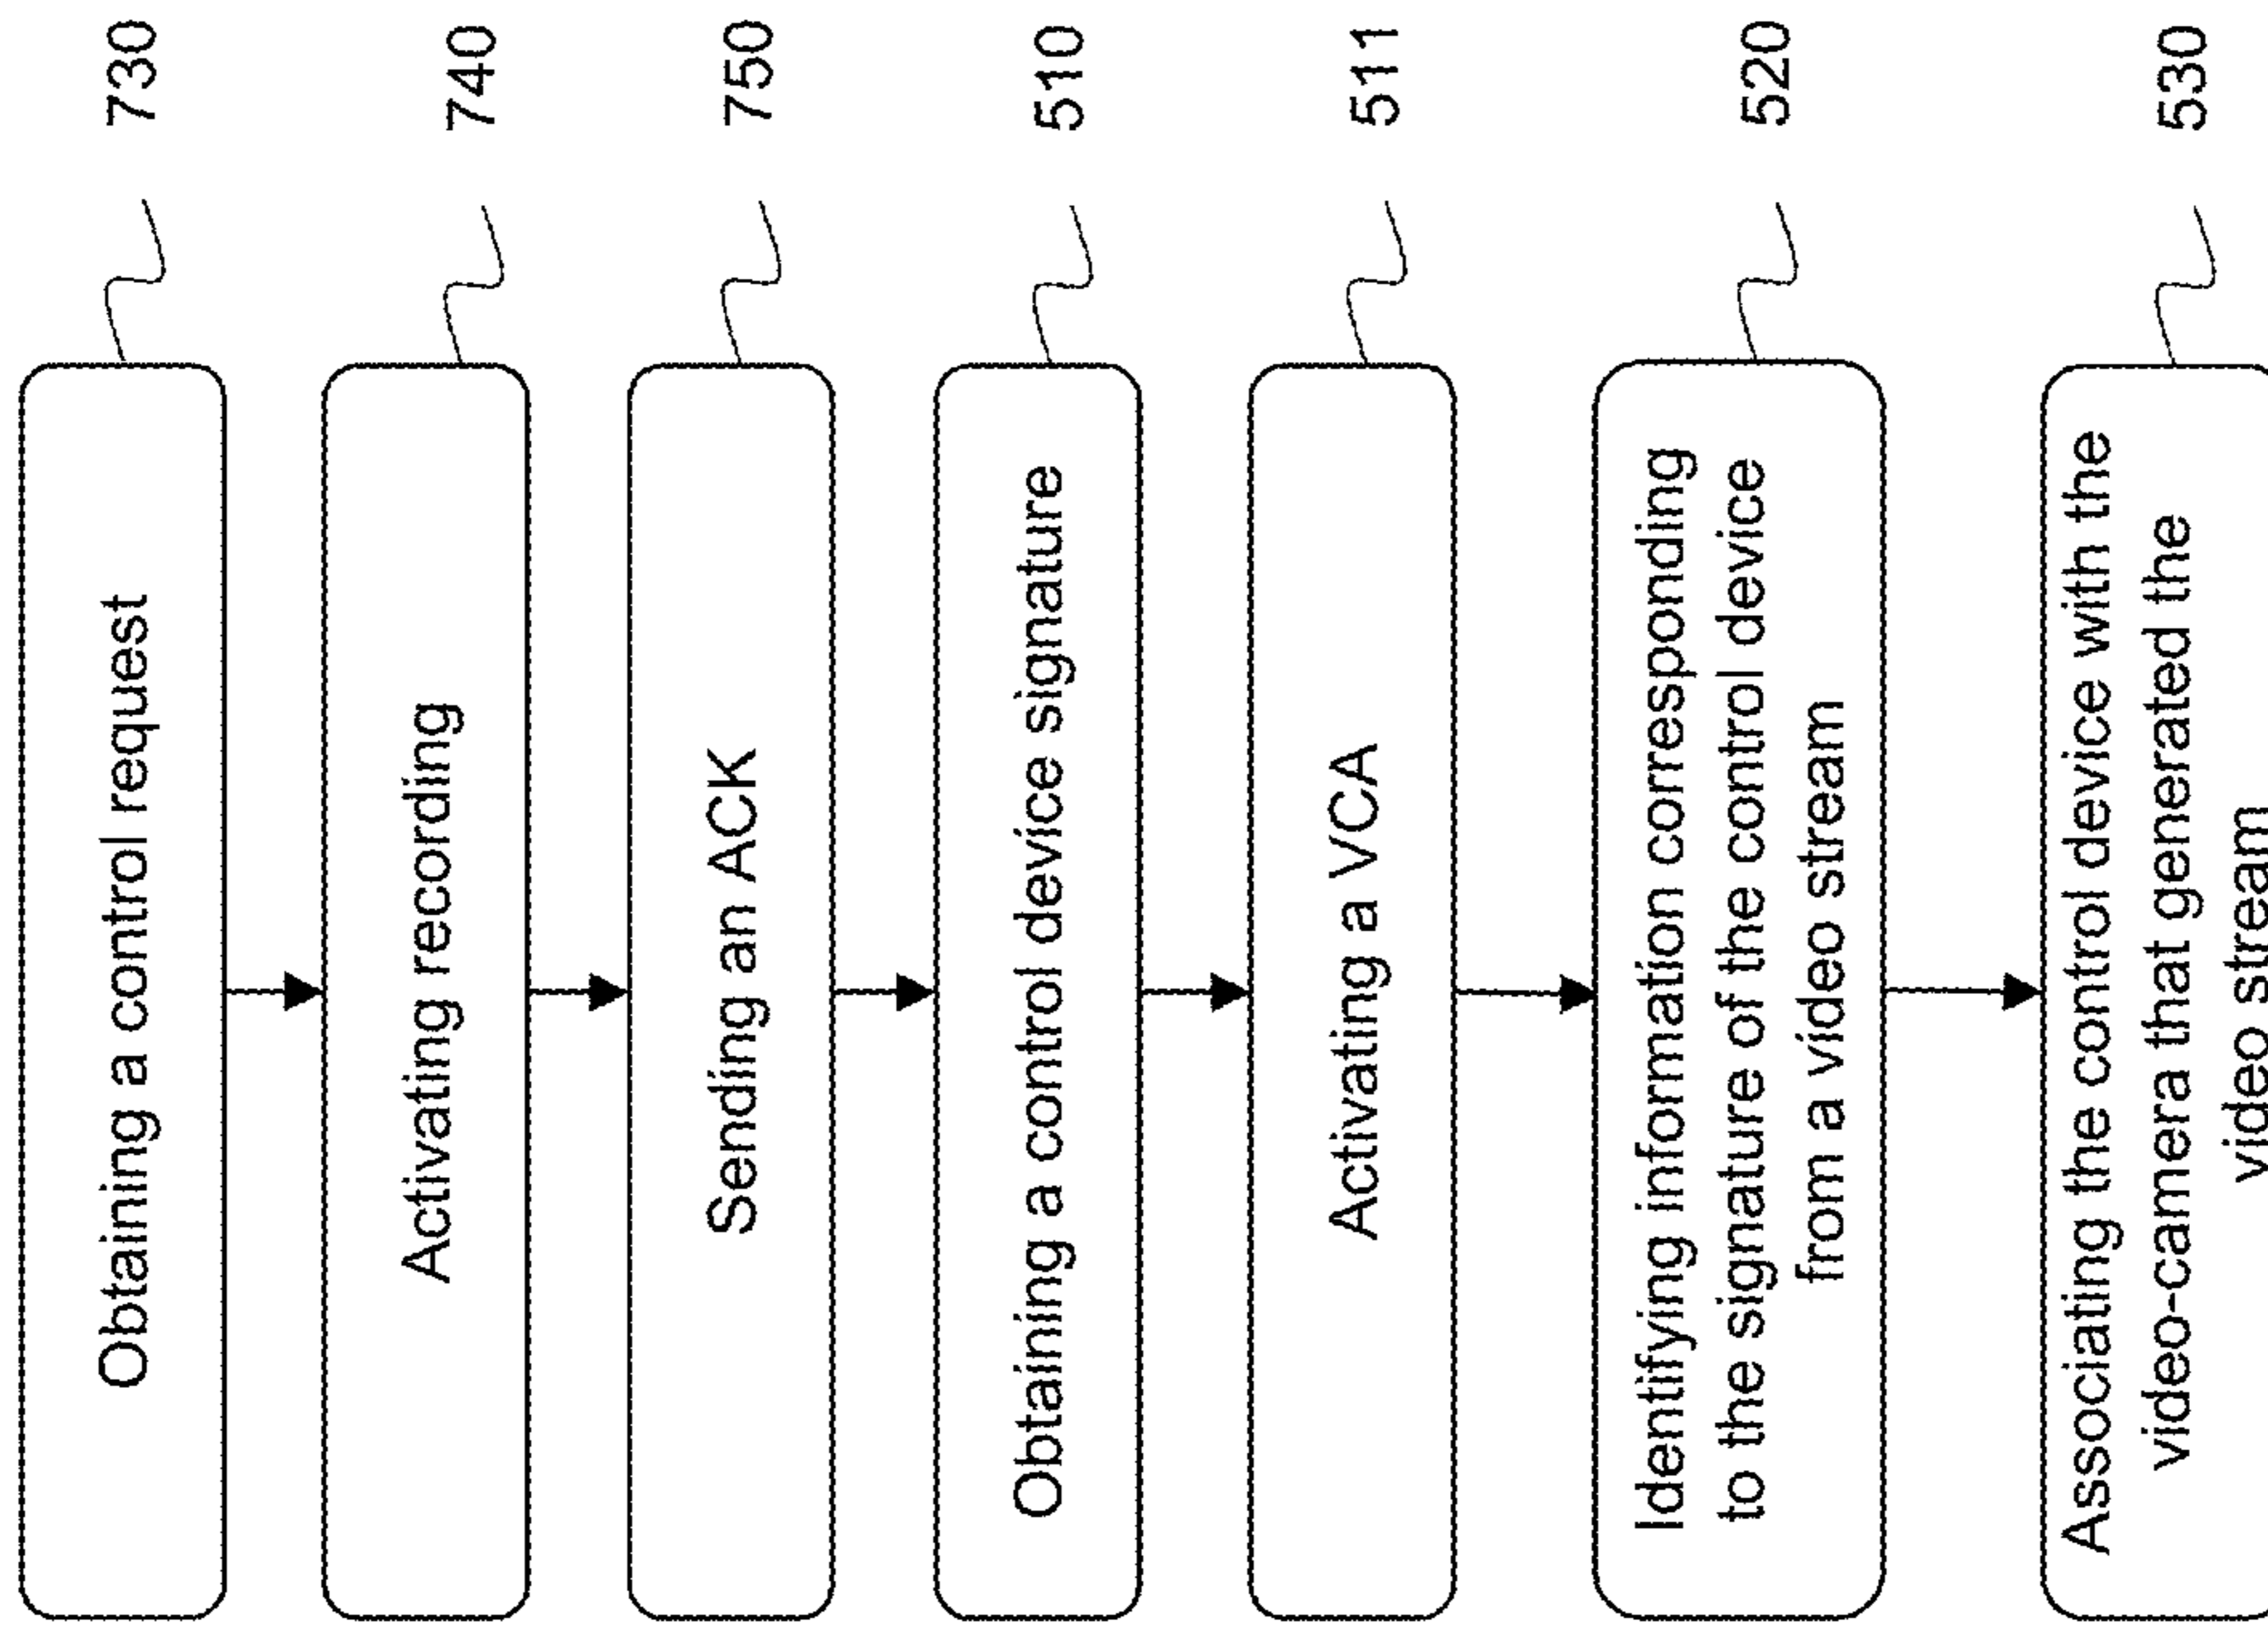 Obtaining a control request
730
Activating recording
740
Sending an ACK
750
Obtaining a control device signature
510
Activating a VCA
511
Identifying information corresponding
to the signature of the control device
from a video stream
520
Associating the control device with the
video-camera that generated the
video stream
530